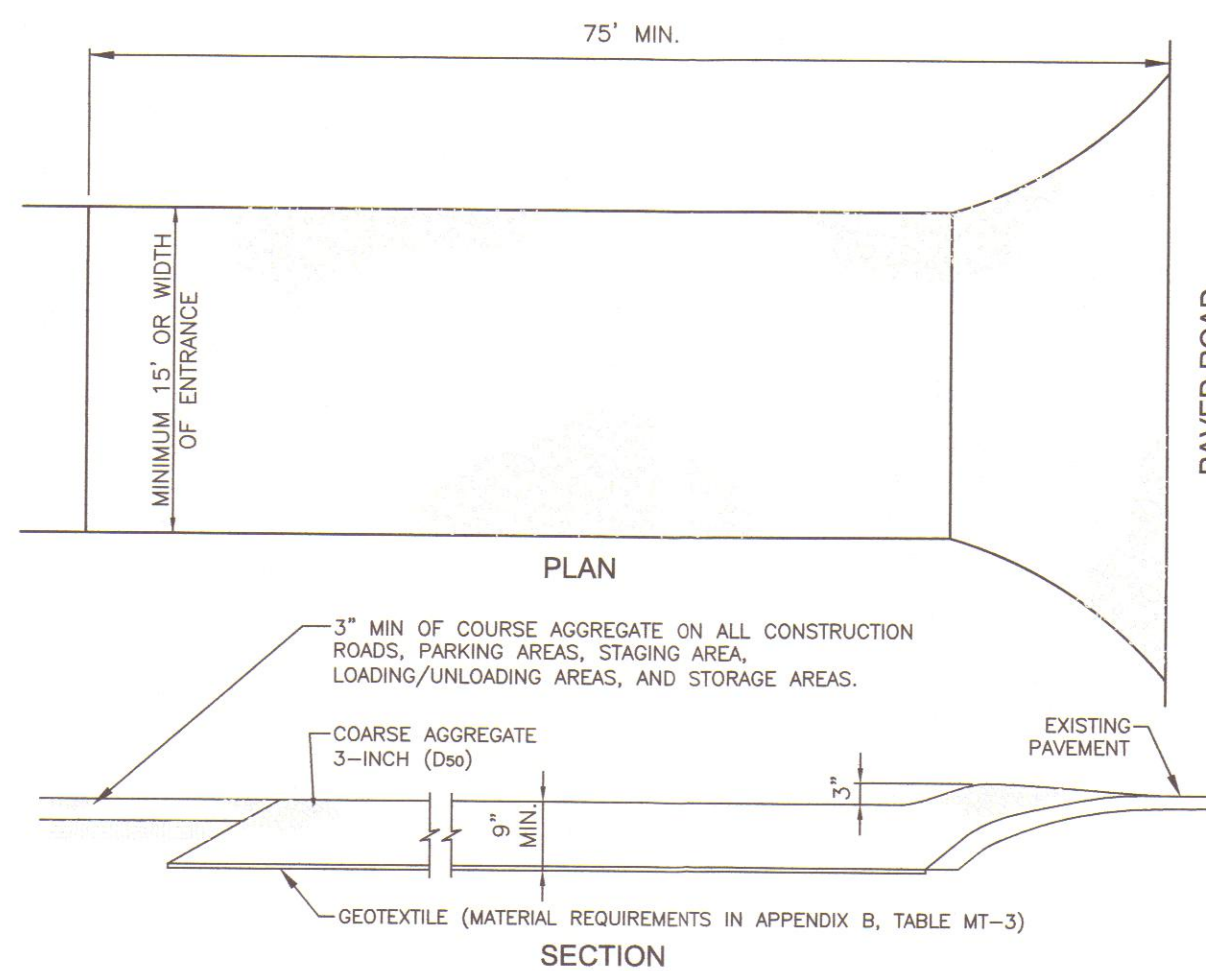 75' MIN.
MINIMUM 15' OR WIDTH
OF ENTRANCE
PLAN
3" MIN OF COURSE AGGREGATE ON ALL CONSTRUCTION
ROADS, PARKING AREAS, STAGING AREA,
LOADING/UNLOADING AREAS, AND STORAGE AREAS.
COARSE AGGREGATE
3-INCH (D50)
EXISTING
PAVEMENT
3"
9"
MIN.
GEOTEXTILE (MATERIAL REQUIREMENTS IN APPENDIX B, TABLE MT-3)
SECTION